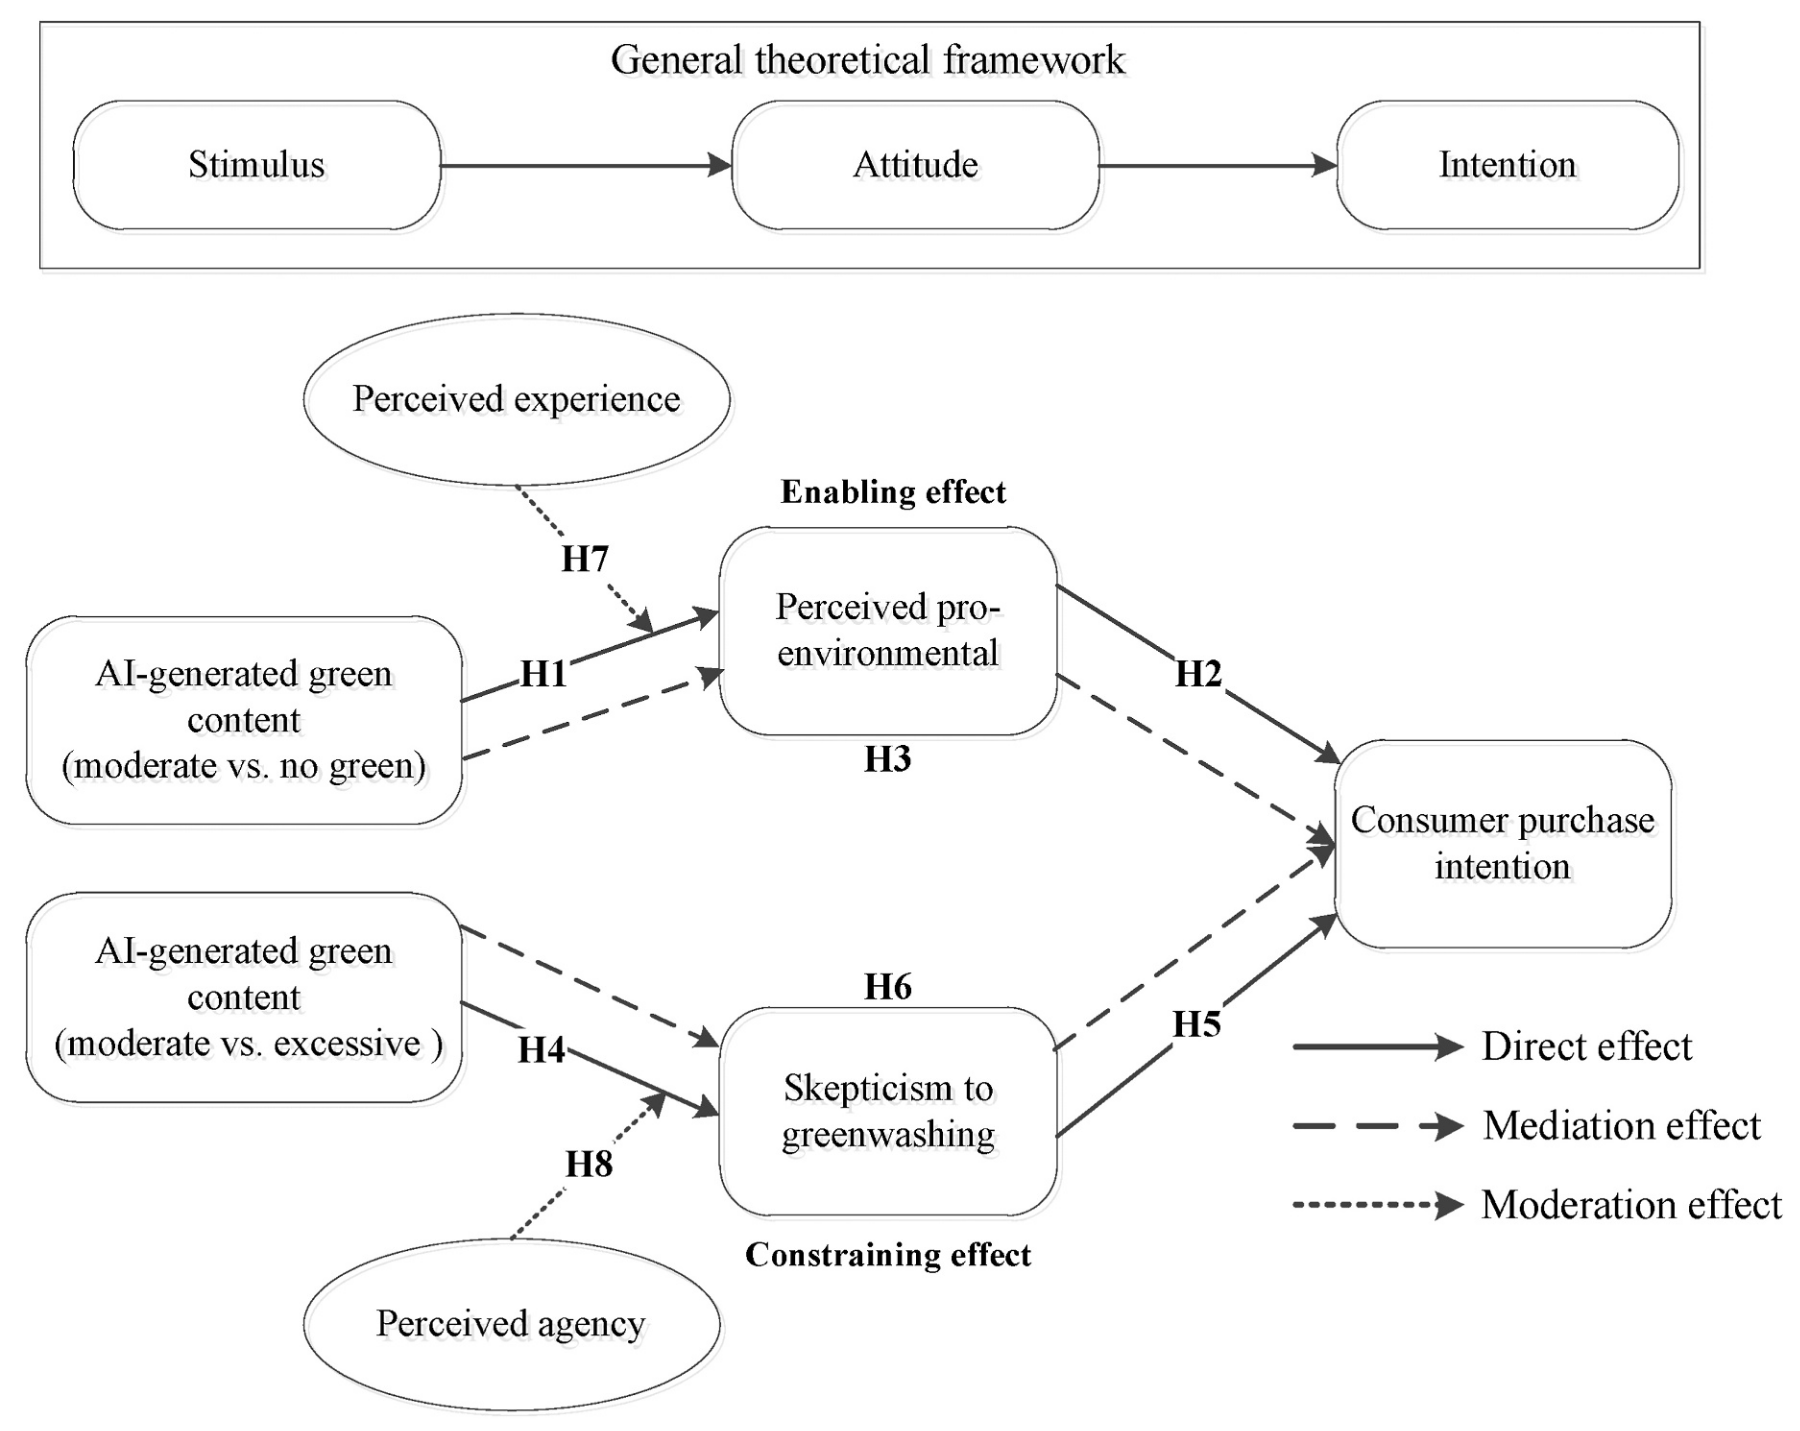 General theoretical framework
Stimulus
Attitude
Intention
Perceived experience
Enabling effect
H7
Perceived pro-
environmental
H1
H2
AI-generated green
content
(moderate vs. no green)
H3
Consumer purchase
intention
AI-generated green
content
(moderate vs. excessive )
H6
H4
H5
Skepticism to
greenwashing
H8
Constraining effect
Perceived agency
Direct effect
Mediation effect
Moderation effect